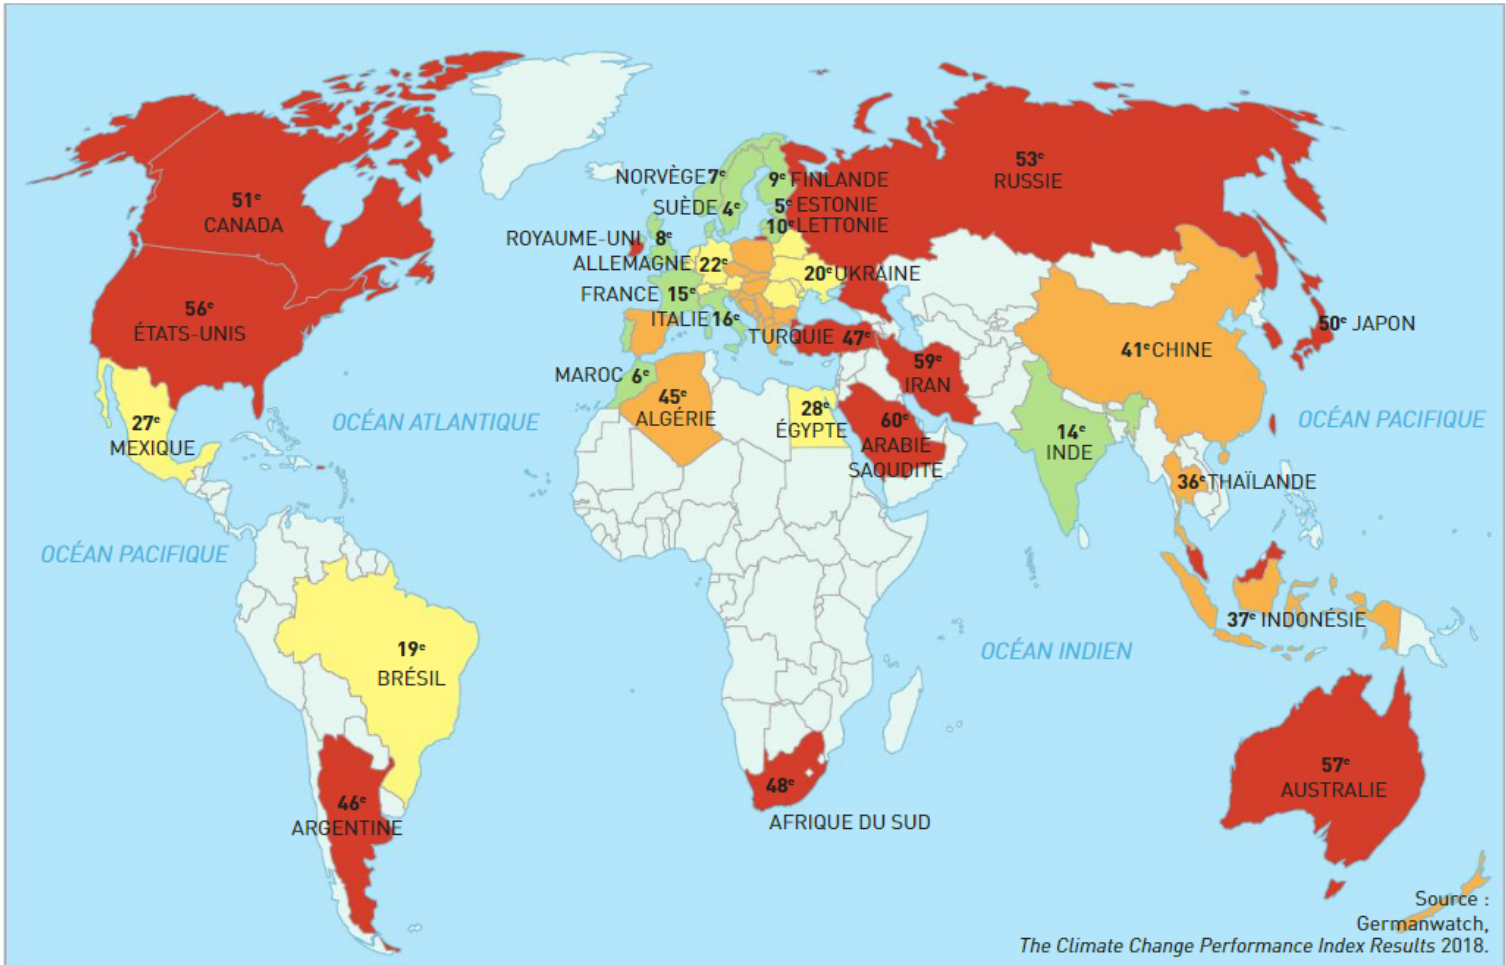 NORVÈGE 7e
9e FINLANDE
SUÈDE 4e
5e ESTONIE
10e LETTONIE
53e
RUSSIE
51e
CANADA
ROYAUME-UNI 8e
ALLEMAGNE 22e
20e UKRAINE
FRANCE 15e
ITALIE 16e
56e
ÉTATS-UNIS
TURQUIE 47e
50e JAPON
41e CHINE
59e
IRAN
MAROC 6e
45e
ALGÉRIE
28e
ÉGYPTE
60e
ARABIE
SAOUDITE
14e
INDE
27e
MEXIQUE
OCÉAN ATLANTIQUE
OCÉAN PACIFIQUE
36e THAÏLANDE
OCÉAN PACIFIQUE
37e INDONÉSIE
19e
BRÉSIL
OCÉAN INDIEN
48e
AFRIQUE DU SUD
57e
AUSTRALIE
46e
ARGENTINE
Source :
Germanwatch,
The Climate Change Performance Index Results 2018.